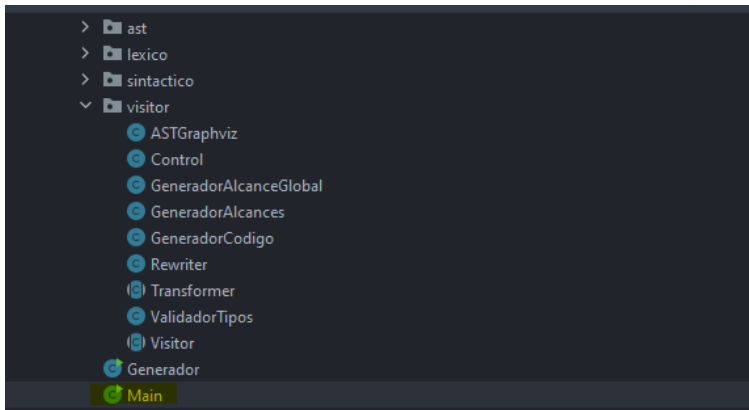 ast
lexico
sintactico
visitor
ASTGraphviz
Control
GeneradorAlcanceGlobal
GeneradorAlcances
GeneradorCodigo
Rewriter
Transformer
ValidadorTipos
Visitor
Generador
Main